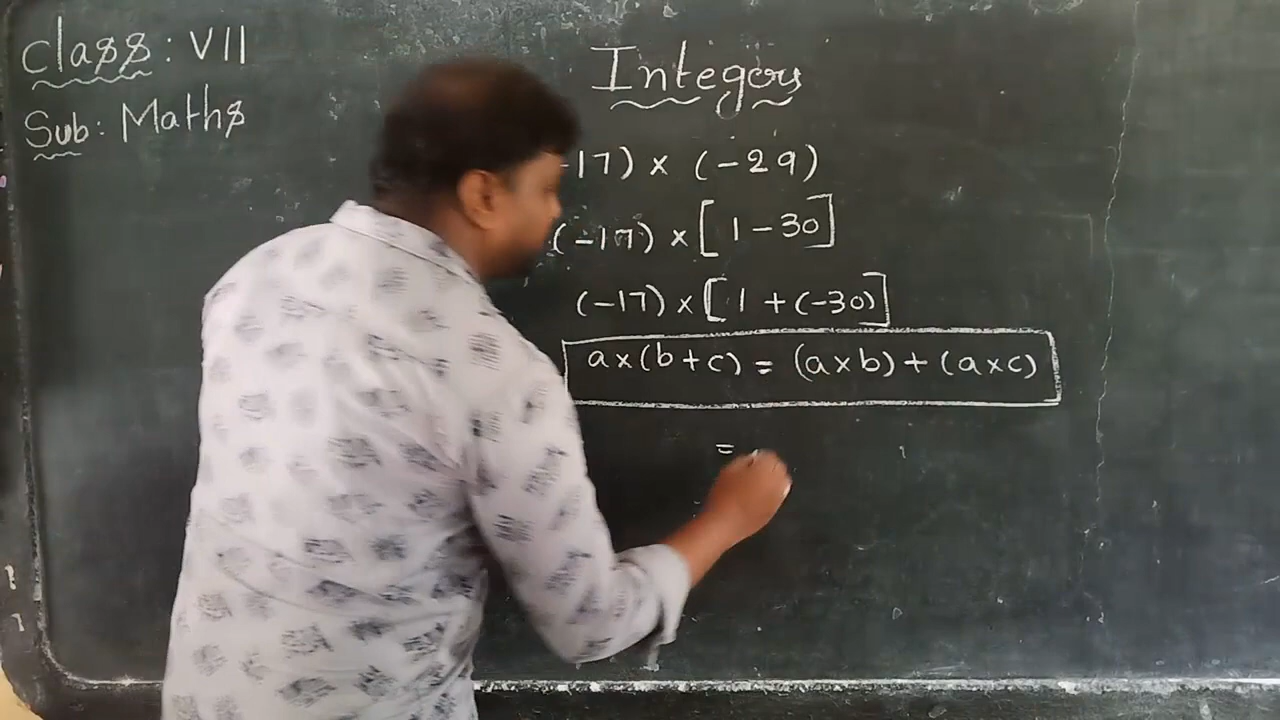 Class : VII
Sub : Maths
Integers
-17) × (-29)
(-17) × [1-30]
(-17) × [1 + (-30)]
a×(b+c) = (a×b) + (a×c)
=